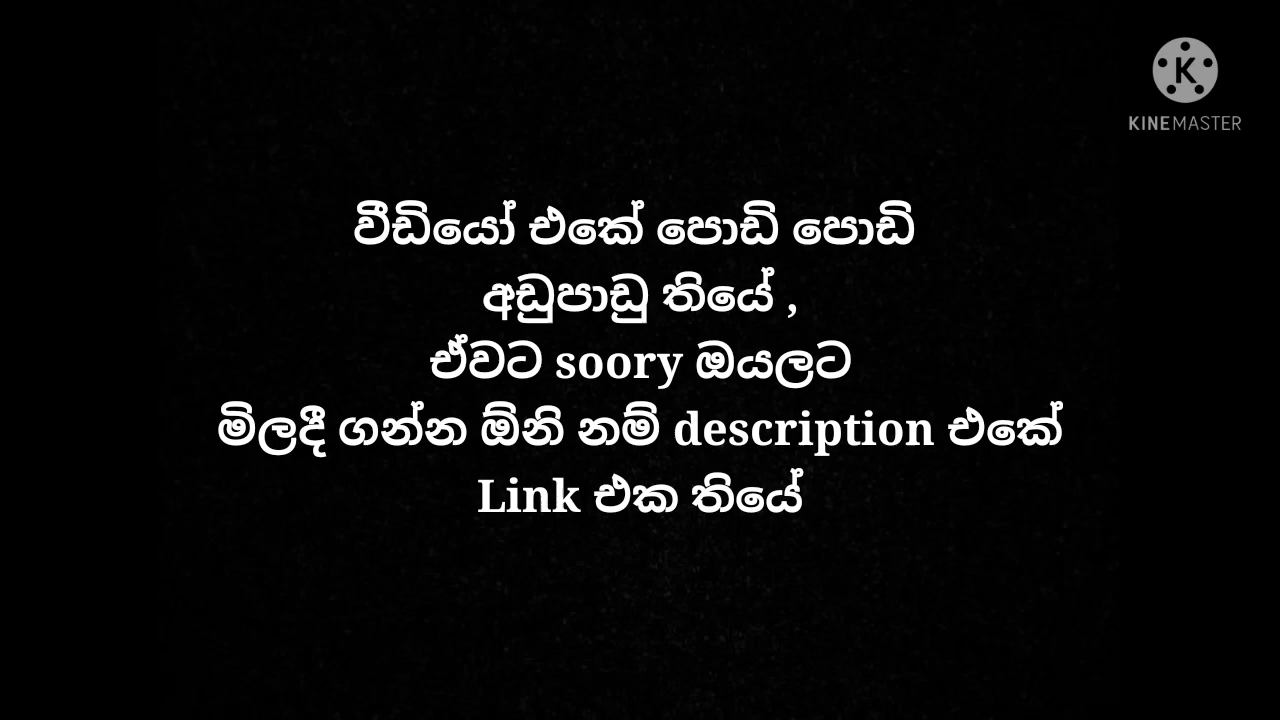 KINEMASTER
වීඩියෝ එකේ පොඩි පොඩි
අඩුපාඩු තියේ ,
ඒවට soory ඔයලට
මිලදී ගන්න ඕනි නම් description එකේ
Link එක තියේ